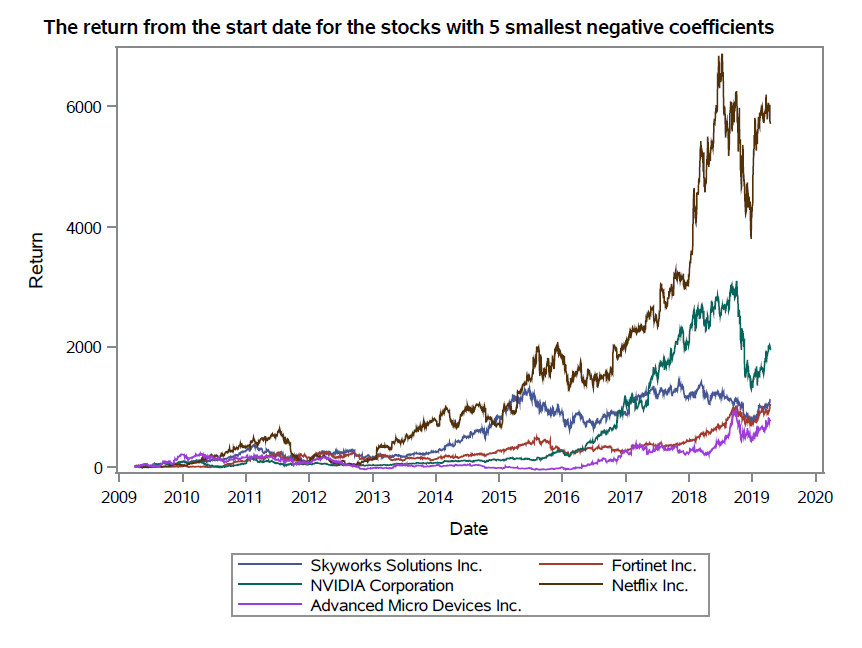 The return from the start date for the stocks with 5 smallest negative coefficients
6000
4000
2000
0
Return
2009 2010 2011 2012 2013 2014 2015 2016 2017 2018 2019 2020
Date
Skyworks Solutions Inc. Fortinet Inc.
NVIDIA Corporation Netflix Inc.
Advanced Micro Devices Inc.